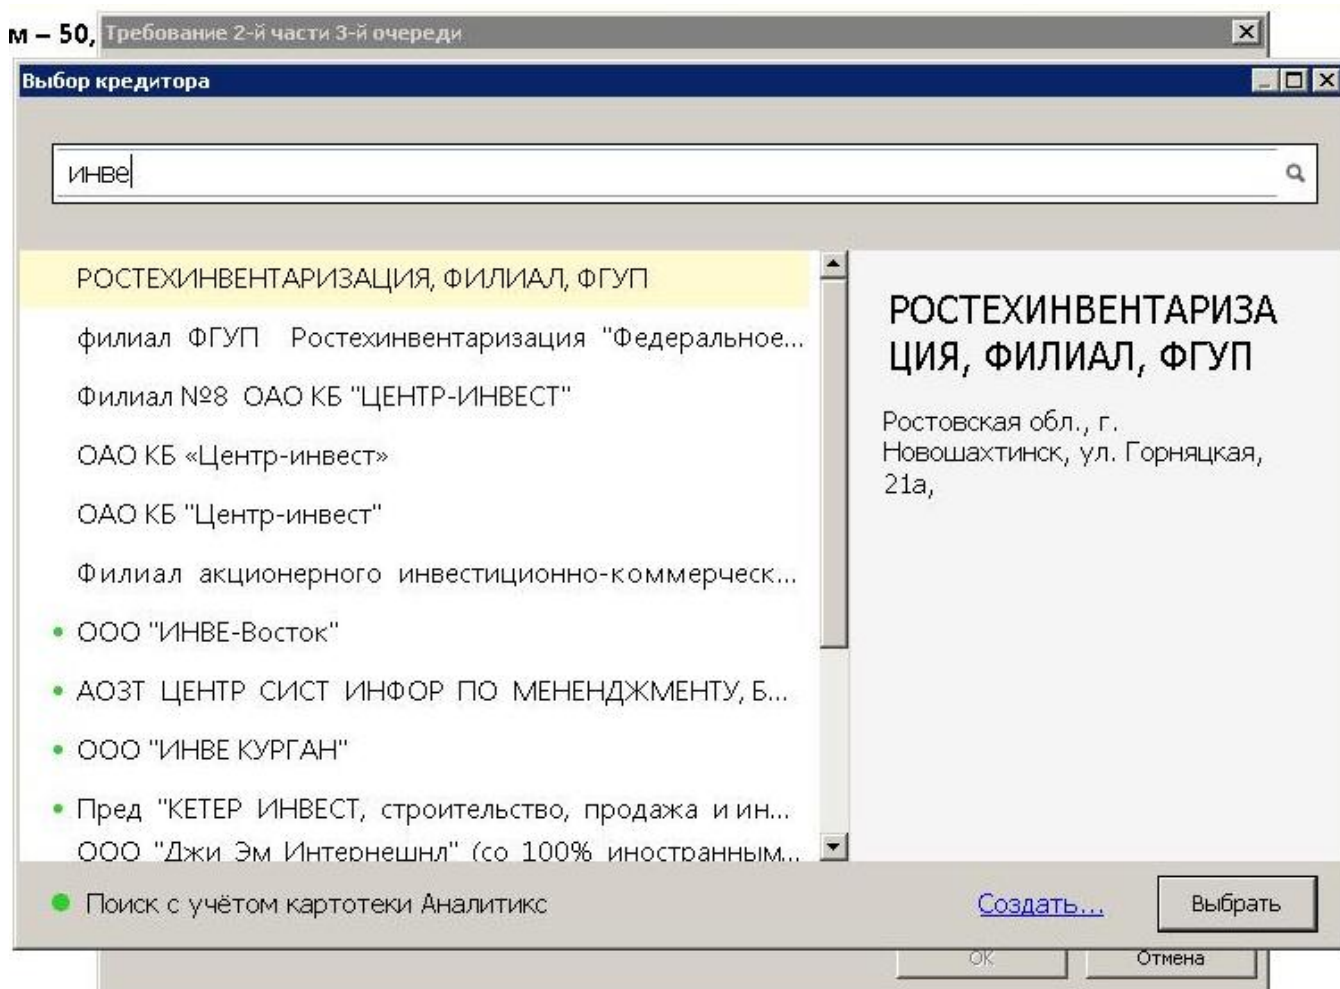 м – 50,
Требование 2-й части 3-й очереди
Выбор кредитора
инве
РОСТЕХИНВЕНТАРИЗАЦИЯ, ФИЛИАЛ, ФГУП
филиал ФГУП Ростехинвентаризация "Федеральное...
Филиал №8 ОАО КБ "ЦЕНТР-ИНВЕСТ"
ОАО КБ «Центр-инвест»
ОАО КБ "Центр-инвест"
Филиал акционерного инвестиционно-коммерческ...
• ООО "ИНВЕ-Восток"
• АОЗТ ЦЕНТР СИСТ ИНФОР ПО МЕНЕНДЖМЕНТУ, Б...
• ООО "ИНВЕ КУРГАН"
• Пред "КЕТЕР ИНВЕСТ, строительство, продажа и ин...
ООО "Джи Эм Интернешнл" (со 100% иностранным...
РОСТЕХИНВЕНТАРИЗА
ЦИЯ, ФИЛИАЛ, ФГУП
Ростовская обл., г.
Новошахтинск, ул. Горняцкая,
21а,
Поиск с учётом картотеки Аналитикс
Создать...
Выбрать
ОК
Отмена